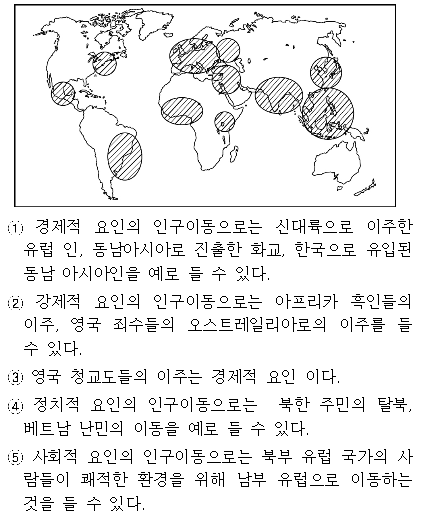 ① 경제적 요인의 인구이동으로는 신대륙으로 이주한
유럽 인, 동남아시아로 진출한 화교, 한국으로 유입된
동남 아시아인을 예로 들 수 있다.
② 강제적 요인의 인구이동으로는 아프리카 흑인들의
이주, 영국 죄수들의 오스트레일리아로의 이주를 들
수 있다.
③ 영국 청교도들의 이주는 경제적 요인 이다.
④ 정치적 요인의 인구이동으로는 북한 주민의 탈북,
베트남 난민의 이동을 예로 들 수 있다.
⑤ 사회적 요인의 인구이동으로는 북부 유럽 국가의 사
람들이 쾌적한 환경을 위해 남부 유럽으로 이동하는
것을 들 수 있다.